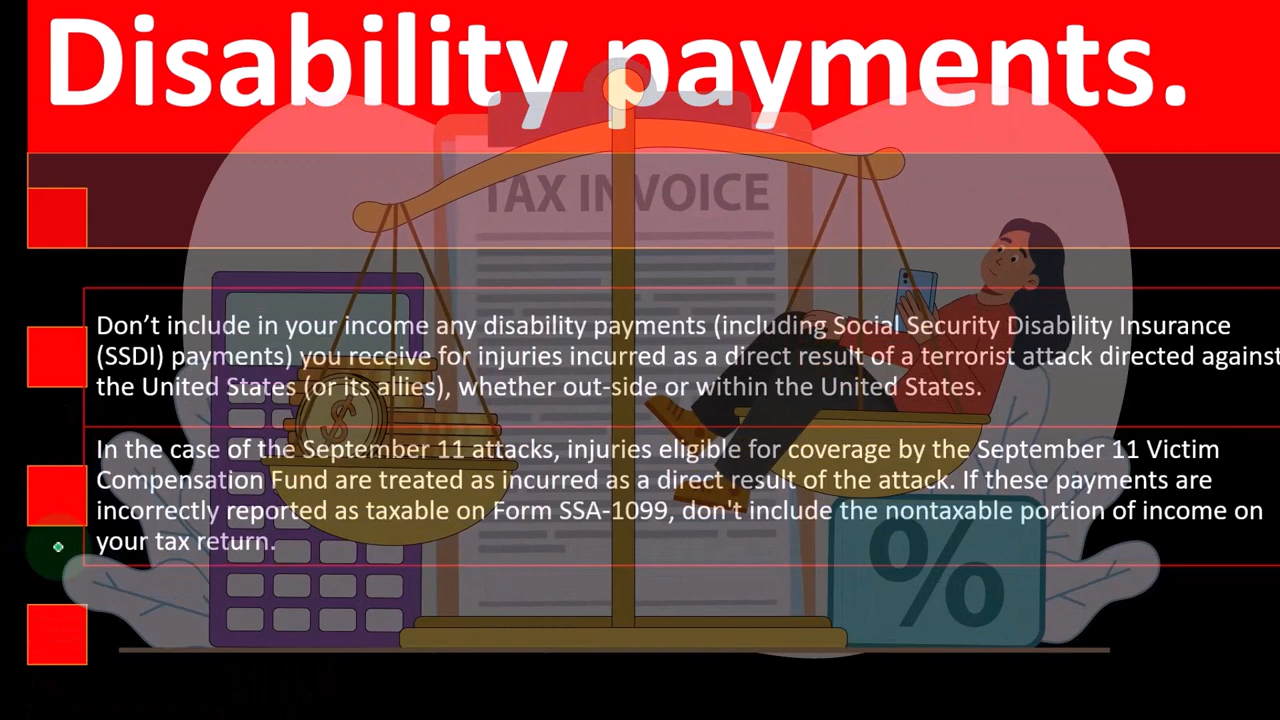 Disability payments.
TAX INVOICE
Don’t include in your income any disability payments (including Social Security Disability Insurance
(SSDI) payments) you receive for injuries incurred as a direct result of a terrorist attack directed against
the United States (or its allies), whether out-side or within the United States.
In the case of the September 11 attacks, injuries eligible for coverage by the September 11 Victim
Compensation Fund are treated as incurred as a direct result of the attack. If these payments are
incorrectly reported as taxable on Form SSA-1099, don't include the nontaxable portion of income on
your tax return.
$
%